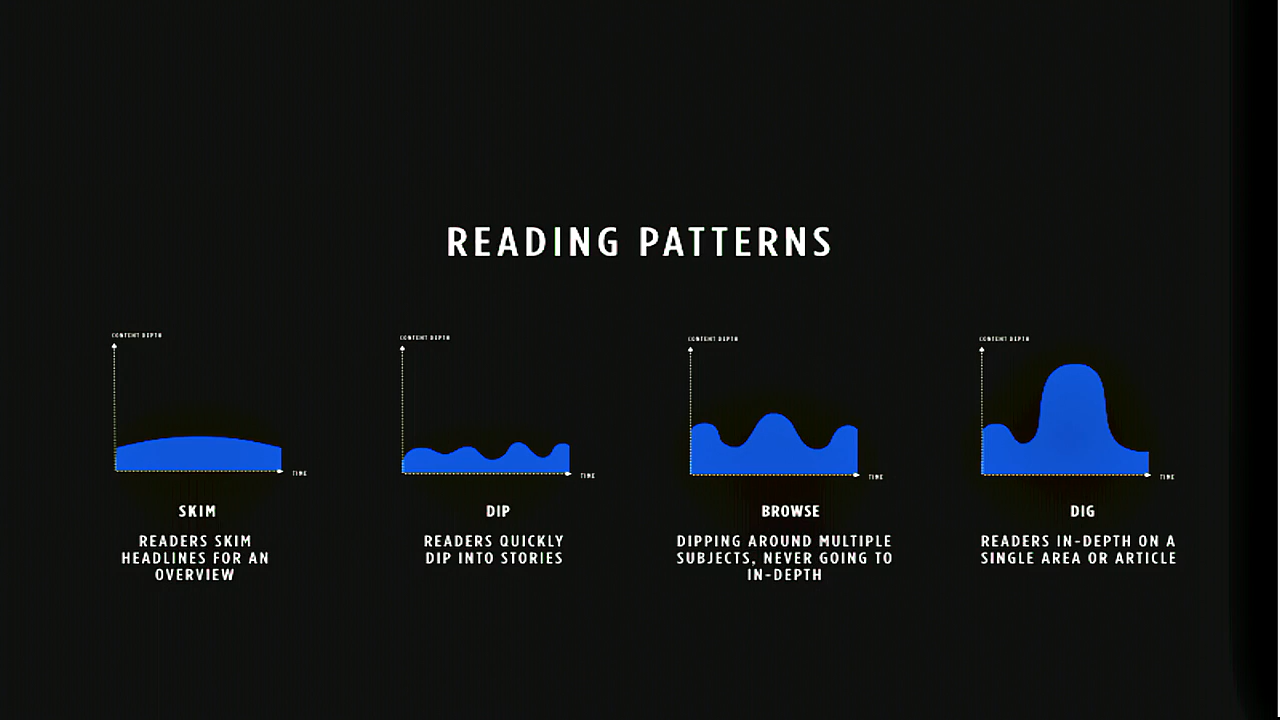 READING PATTERNS
CONTENT DEPTH
TIME
SKIM
READERS SKIM
HEADLINES FOR AN
OVERVIEW
CONTENT DEPTH
TIME
DIP
READERS QUICKLY
DIP INTO STORIES
CONTENT DEPTH
TIME
BROWSE
DIPPING AROUND MULTIPLE
SUBJECTS, NEVER GOING TO
IN-DEPTH
CONTENT DEPTH
TIME
DIG
READERS IN-DEPTH ON A
SINGLE AREA OR ARTICLE